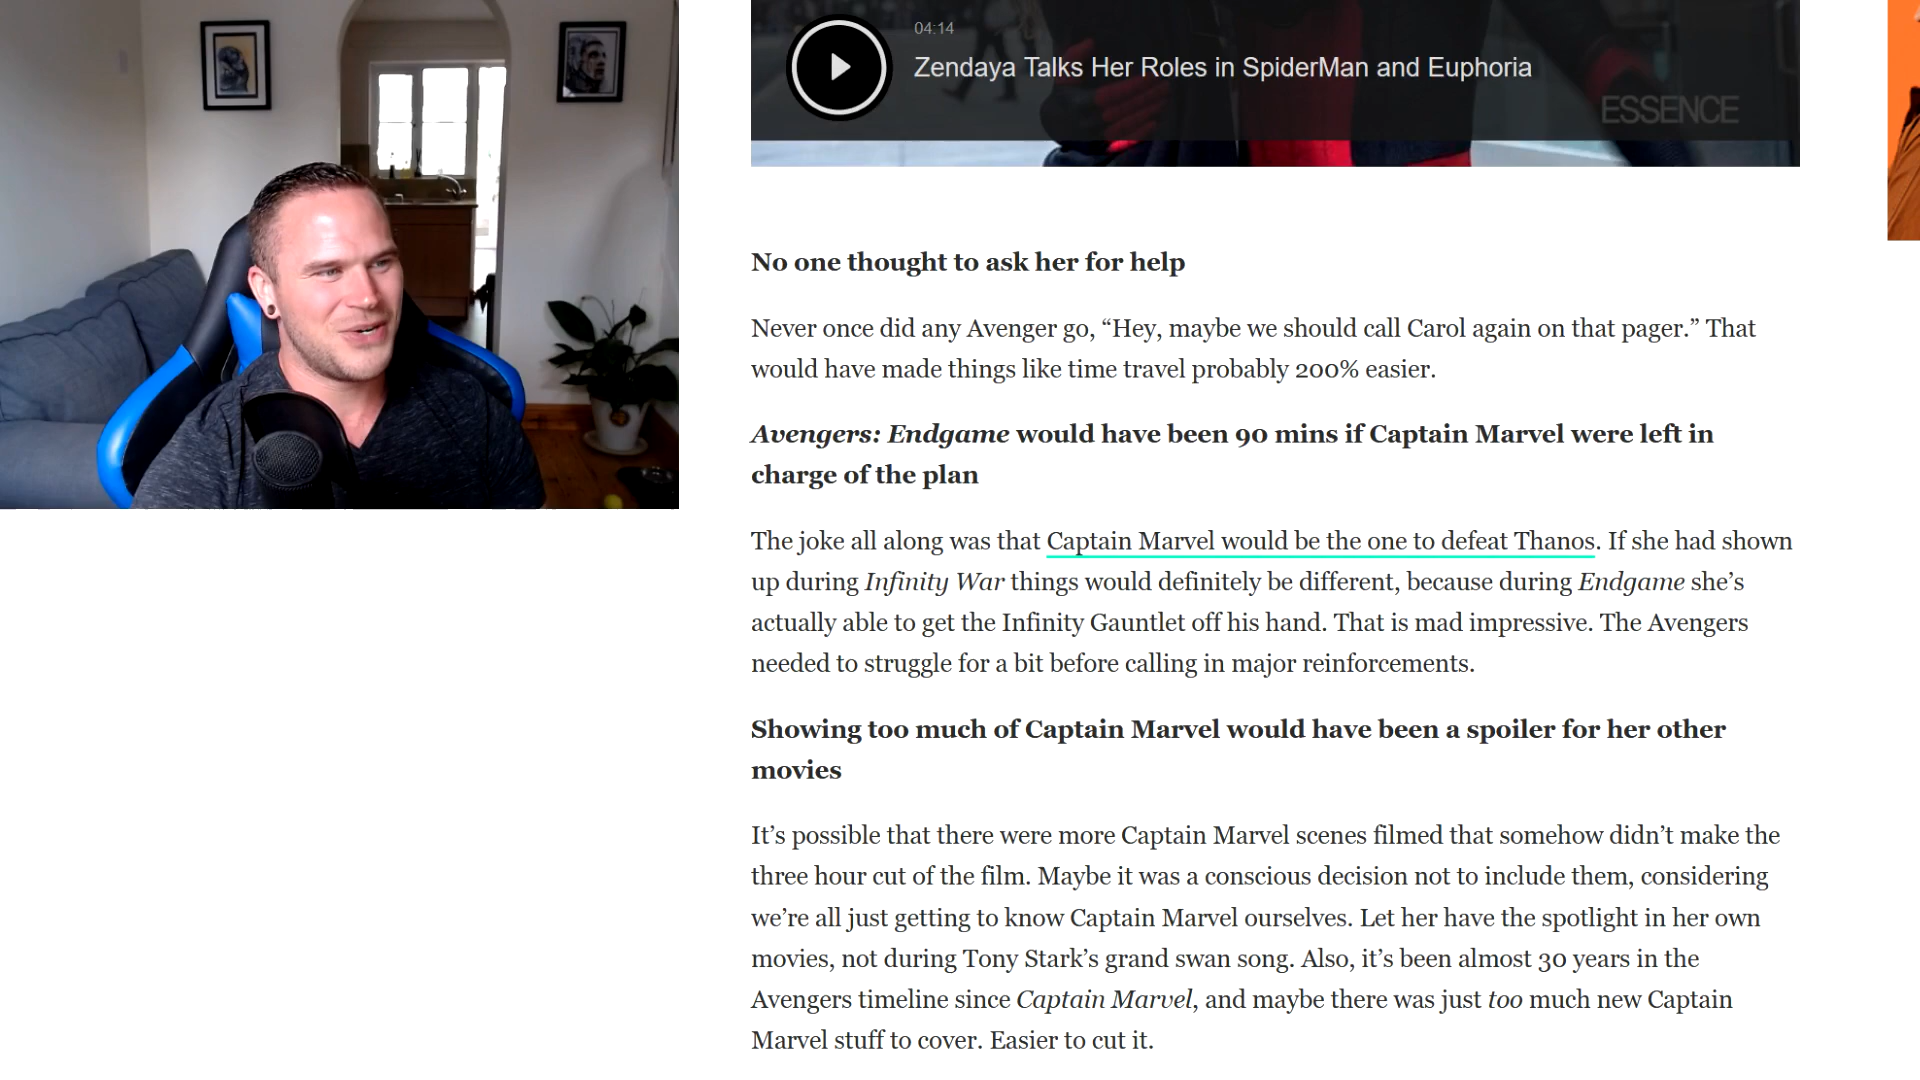 04:14
Zendaya Talks Her Roles in SpiderMan and Euphoria
ESSENCE
No one thought to ask her for help
Never once did any Avenger go, “Hey, maybe we should call Carol again on that pager.” That
would have made things like time travel probably 200% easier.
Avengers: Endgame would have been 90 mins if Captain Marvel were left in
charge of the plan
The joke all along was that Captain Marvel would be the one to defeat Thanos. If she had shown
up during Infinity War things would definitely be different, because during Endgame she’s
actually able to get the Infinity Gauntlet off his hand. That is mad impressive. The Avengers
needed to struggle for a bit before calling in major reinforcements.
Showing too much of Captain Marvel would have been a spoiler for her other
movies
It’s possible that there were more Captain Marvel scenes filmed that somehow didn’t make the
three hour cut of the film. Maybe it was a conscious decision not to include them, considering
we’re all just getting to know Captain Marvel ourselves. Let her have the spotlight in her own
movies, not during Tony Stark’s grand swan song. Also, it’s been almost 30 years in the
Avengers timeline since Captain Marvel, and maybe there was just too much new Captain
Marvel stuff to cover. Easier to cut it.